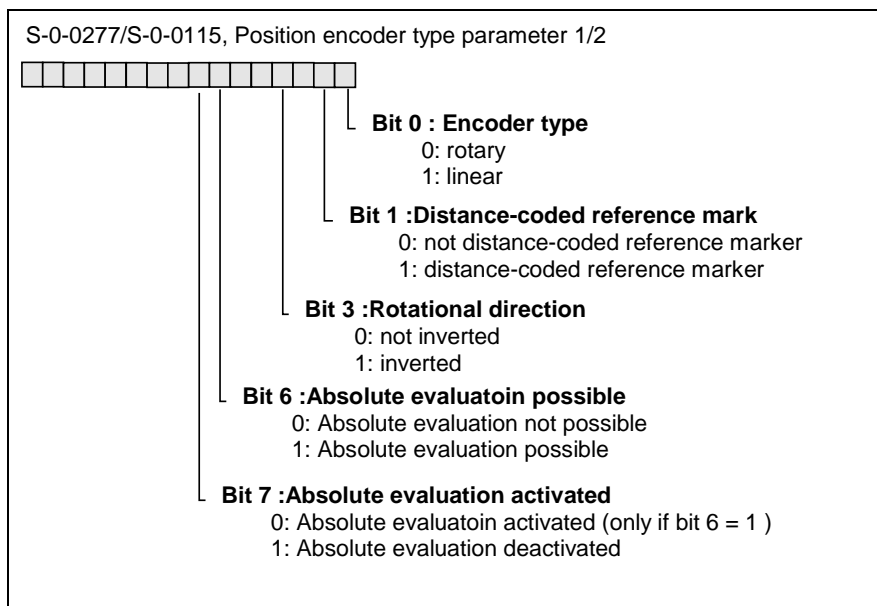 S-0-0277/S-0-0115, Position encoder type parameter 1/2
Bit 0 : Encoder type
0: rotary
1: linear
Bit 1 :Distance-coded reference mark
0: not distance-coded reference marker
1: distance-coded reference marker
Bit 3 :Rotational direction
0: not inverted
1: inverted
Bit 6 :Absolute evaluatoin possible
0: Absolute evaluation not possible
1: Absolute evaluation possible
Bit 7 :Absolute evaluation activated
0: Absolute evaluatoin activated (only if bit 6 = 1 )
1: Absolute evaluation deactivated